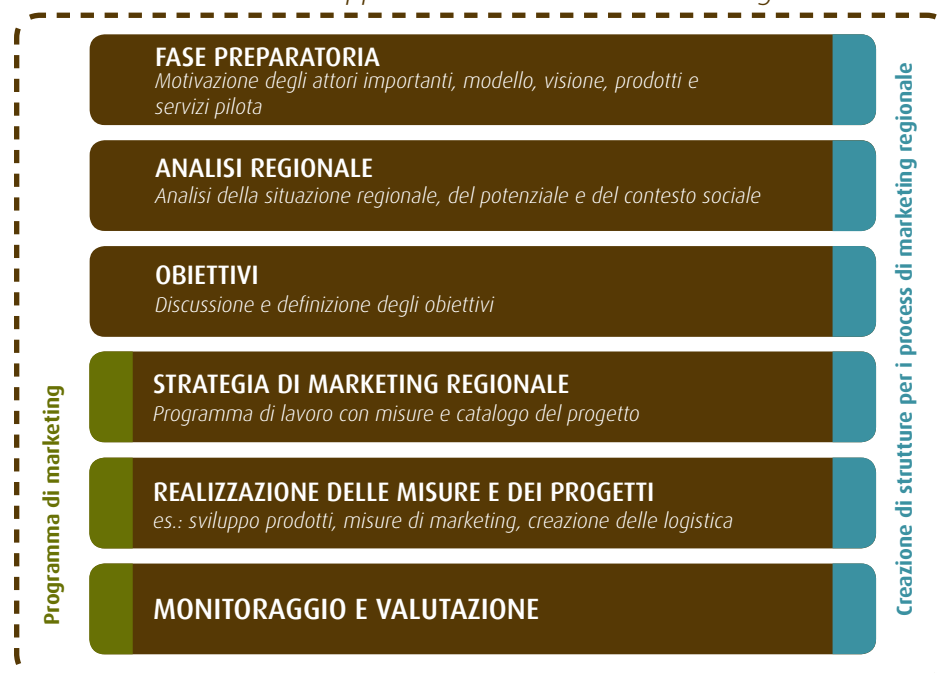 FASE PREPARATORIA
Motivazione degli attori importanti, modello, visione, prodotti e
servizi pilota
ANALISI REGIONALE
Analisi della situazione regionale, del potenziale e del contesto sociale
OBIETTIVI
Discussione e definizione degli obiettivi
STRATEGIA DI MARKETING REGIONALE
Programma di lavoro con misure e catalogo del progetto
REALIZZAZIONE DELLE MISURE E DEI PROGETTI
es.: sviluppo prodotti, misure di marketing, creazione delle logistica
MONITORAGGIO E VALUTAZIONE
Programma di marketing
Creazione di strutture per i process di marketing regionale